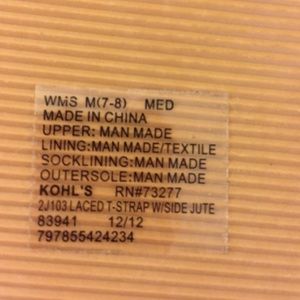 WMS M(7-8) MED
MADE IN CHINA
UPPER: MAN MADE
LINING:MAN MADE/TEXTILE
SOCKLINING:MAN MADE
OUTERSOLE:MAN MADE
KOHL'S RN#73277
2J103 LACED T-STRAP W/SIDE JUTE
83941 12/12
797855424234